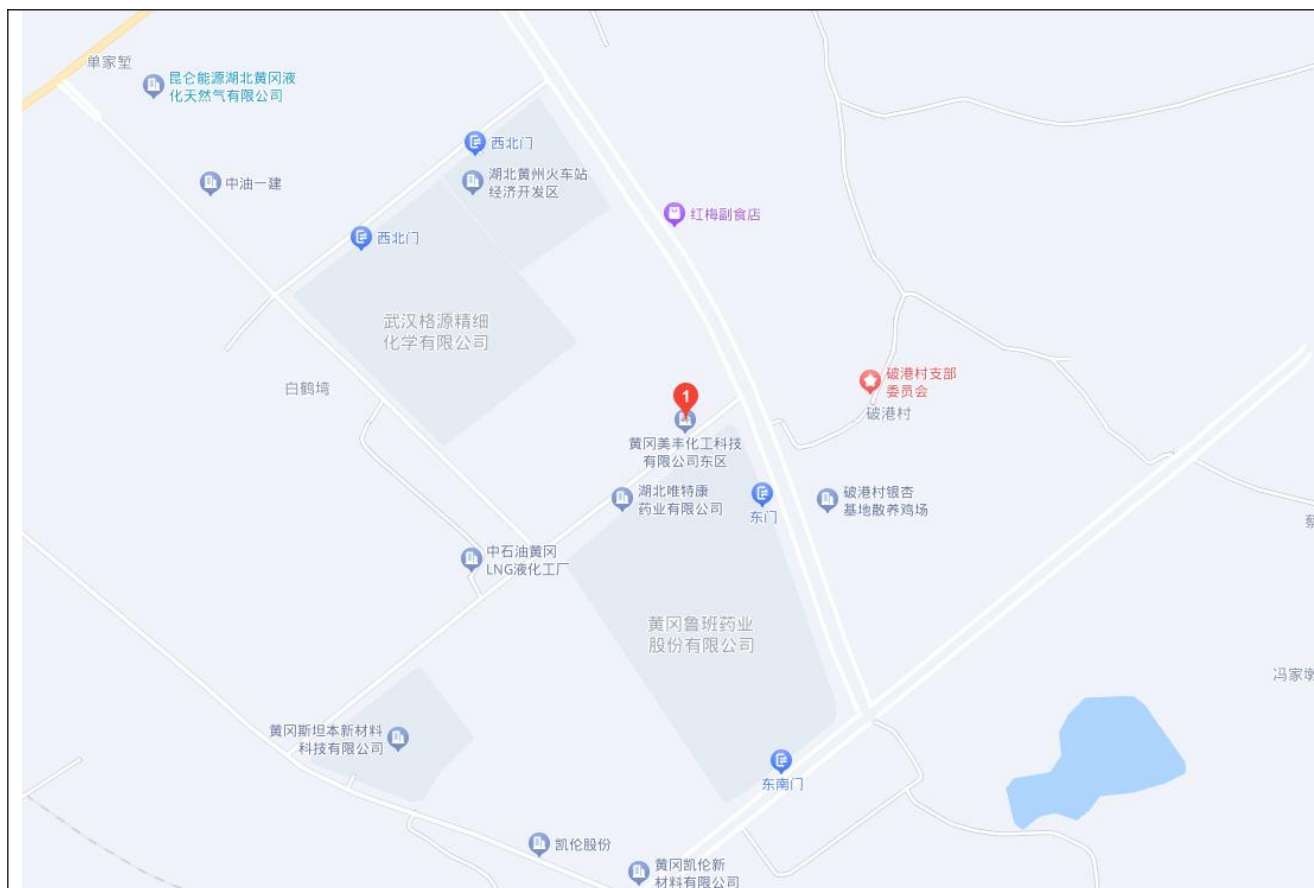 单家堑
昆仑能源湖北黄冈液
化天然气有限公司
西北门
湖北黄州火车站
经济开发区
中油一建
红梅副食店
西北门
武汉格源精细
化学有限公司
白鹤塆
破港村支部
委员会
破港村
1
黄冈美丰化工科技
有限公司东区
湖北唯特康
药业有限公司
东门
破港村银杏
基地散养鸡场
蔡
中石油黄冈
LNG液化工厂
黄冈鲁班药业
股份有限公司
冯家墩
黄冈斯坦本新材料
科技有限公司
东南门
凯伦股份
黄冈凯伦新
材料有限公司